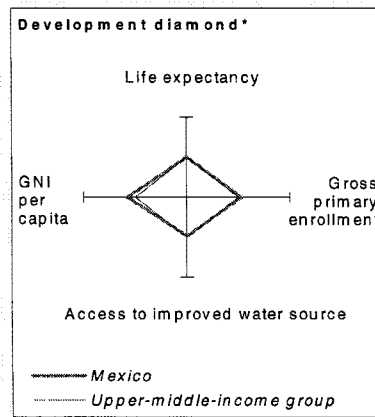 Development diamond*
Life expectancy
GNI
per
capita
Gross
primary
enrollment
Access to improved water source
Mexico
Upper-middle-income group